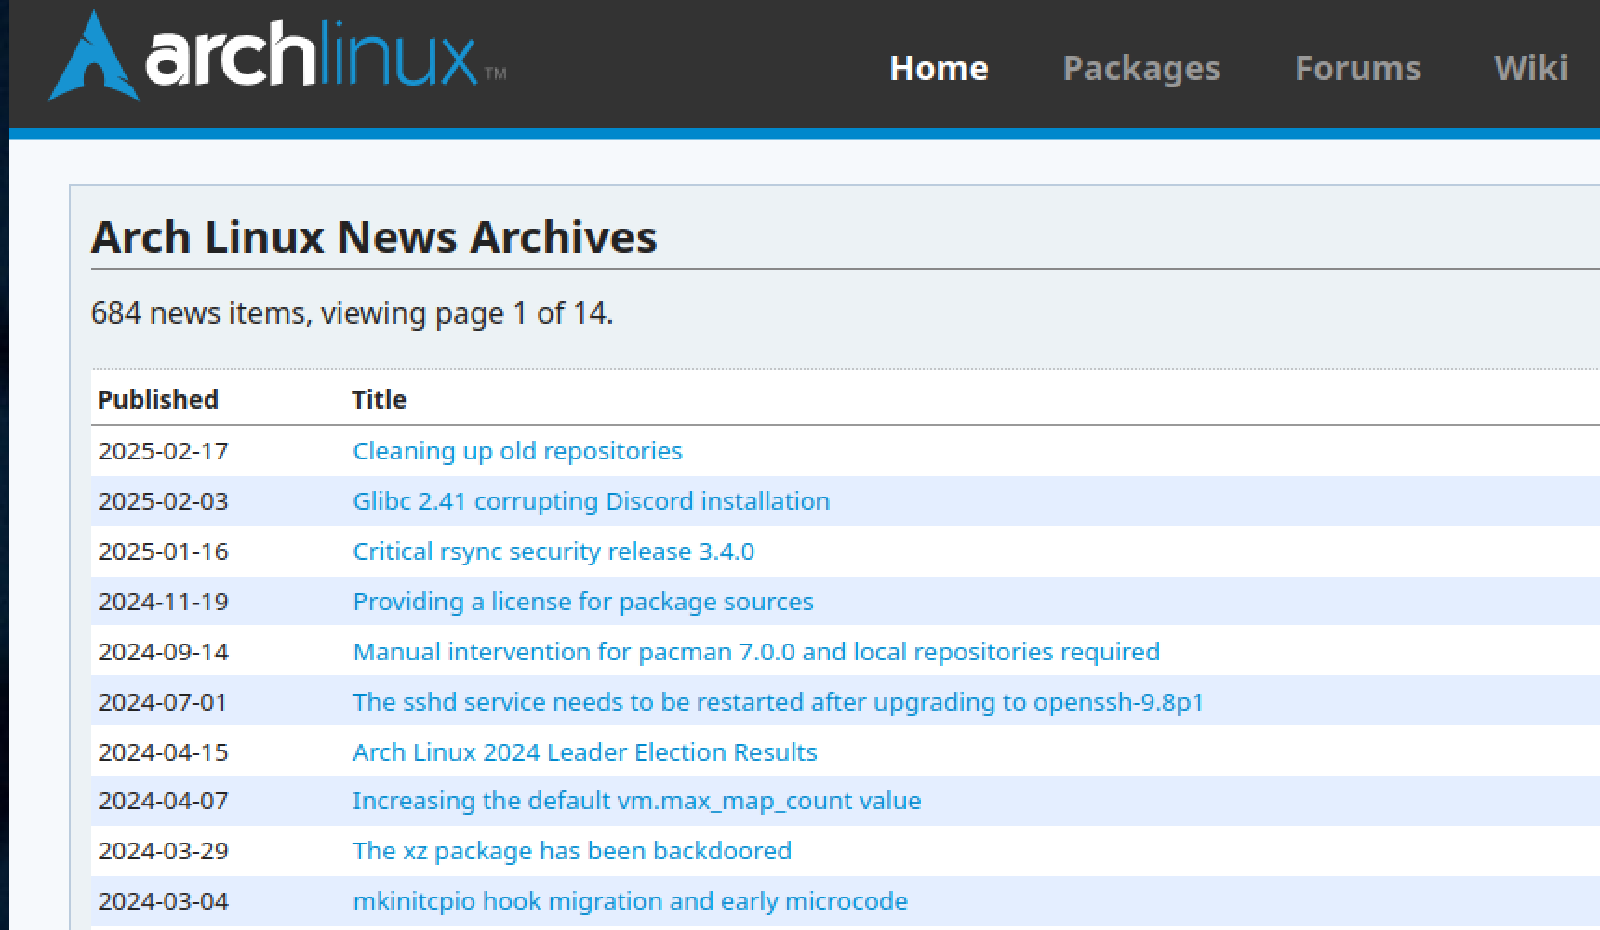 archlinux™
Home Packages Forums Wiki
Arch Linux News Archives
684 news items, viewing page 1 of 14.
Published Title
2025-02-17 Cleaning up old repositories
2025-02-03 Glibc 2.41 corrupting Discord installation
2025-01-16 Critical rsync security release 3.4.0
2024-11-19 Providing a license for package sources
2024-09-14 Manual intervention for pacman 7.0.0 and local repositories required
2024-07-01 The sshd service needs to be restarted after upgrading to openssh-9.8p1
2024-04-15 Arch Linux 2024 Leader Election Results
2024-04-07 Increasing the default vm.max_map_count value
2024-03-29 The xz package has been backdoored
2024-03-04 mkinitcpio hook migration and early microcode